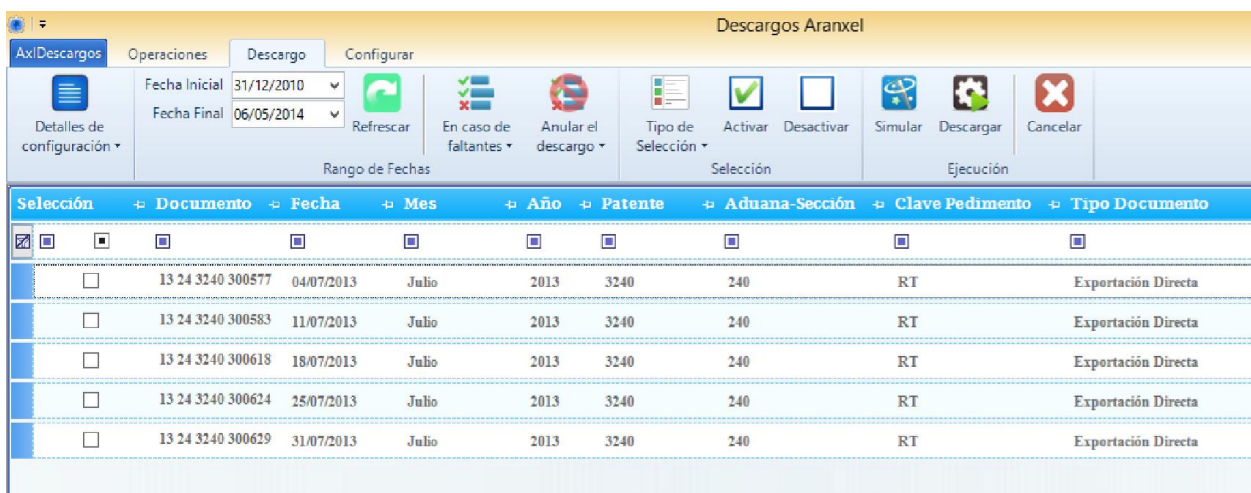 Descargos Aranxel
AxlDescargos Operaciones Descargo Configurar
Fecha Inicial 31/12/2010
Fecha Final 06/05/2014
Detalles de configuración
Refrescar
En caso de faltantes
Anular el descargo
Tipo de Selección
Activar Desactivar
Simular Descargar
Cancelar
Rango de Fechas Selección Ejecución
Selección Documento Fecha Mes Año Patente Aduana-Sección Clave Pedimento Tipo Documento
13 24 3240 300577 04/07/2013 Julio 2013 3240 240 RT Exportación Directa
13 24 3240 300583 11/07/2013 Julio 2013 3240 240 RT Exportación Directa
13 24 3240 300618 18/07/2013 Julio 2013 3240 240 RT Exportación Directa
13 24 3240 300624 25/07/2013 Julio 2013 3240 240 RT Exportación Directa
13 24 3240 300629 31/07/2013 Julio 2013 3240 240 RT Exportación Directa